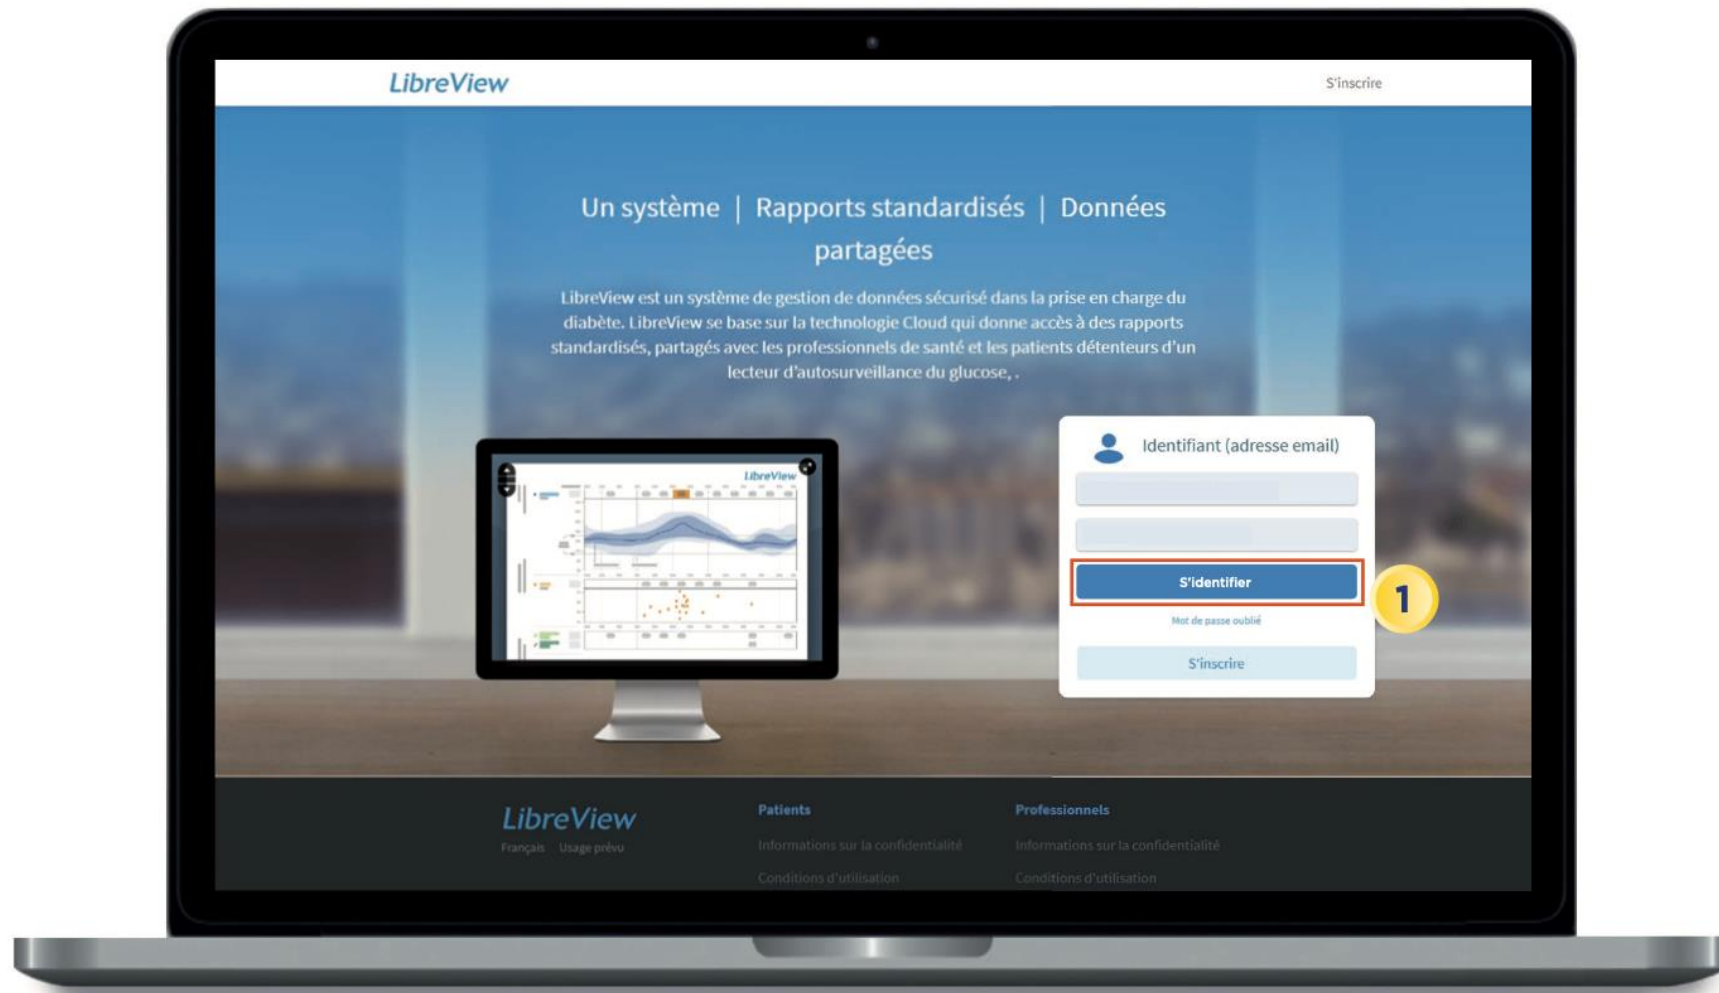 LibreView
S'inscrire
Un système | Rapports standardisés | Données
partagées
LibreView est un système de gestion de données sécurisé dans la prise en charge du
diabète. LibreView se base sur la technologie Cloud qui donne accès à des rapports
standardisés, partagés avec les professionnels de santé et les patients détenteurs d'un
lecteur d'autosurveillance du glucose, .
LibreView
Identifiant (adresse email)
S'identifier
1
Mot de passe oublié
S'inscrire
LibreView
Français Usage prévu
Patients
Informations sur la confidentialité
Conditions d'utilisation
Professionnels
Informations sur la confidentialité
Conditions d'utilisation